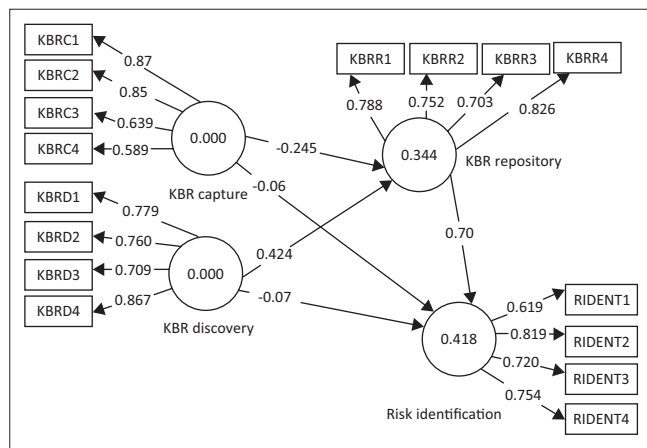 KBRC1
KBRC2
KBRC3
KBRC4
0.87
0.85
0.639
0.589
0.000
KBR capture
KBRD1
KBRD2
KBRD3
KBRD4
0.779
0.760
0.709
0.867
0.000
KBR discovery
-0.245
-0.06
0.424
-0.07
KBRR1
KBRR2
KBRR3
KBRR4
0.788
0.752
0.703
0.826
0.344
KBR repository
0.70
0.418
Risk identification
0.619
0.819
0.720
0.754
RIDENT1
RIDENT2
RIDENT3
RIDENT4